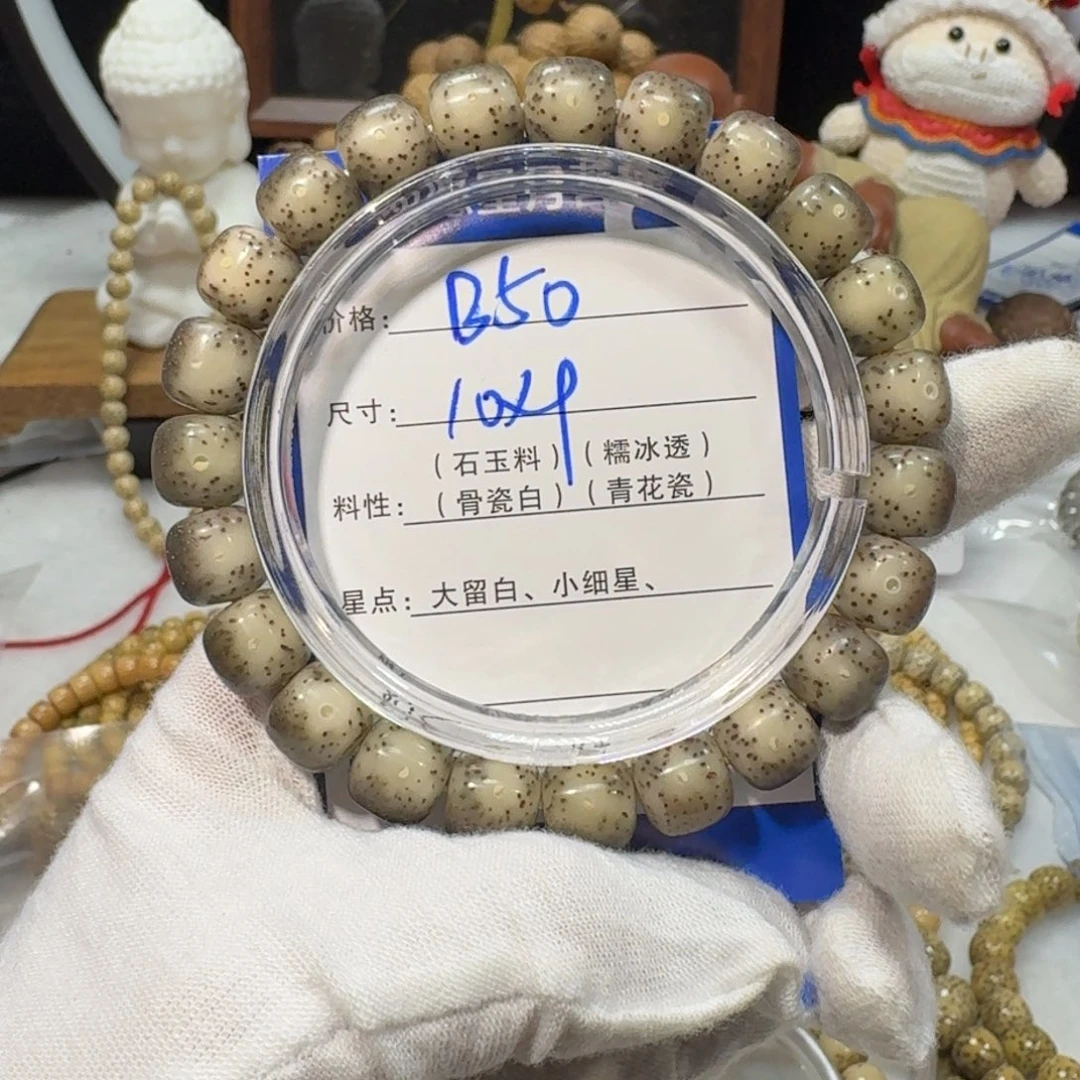 价格：B50
尺寸：10x9
（石玉料）（糯冰透）
料性：（骨瓷白）（青花瓷）
星点：大留白、小细星、